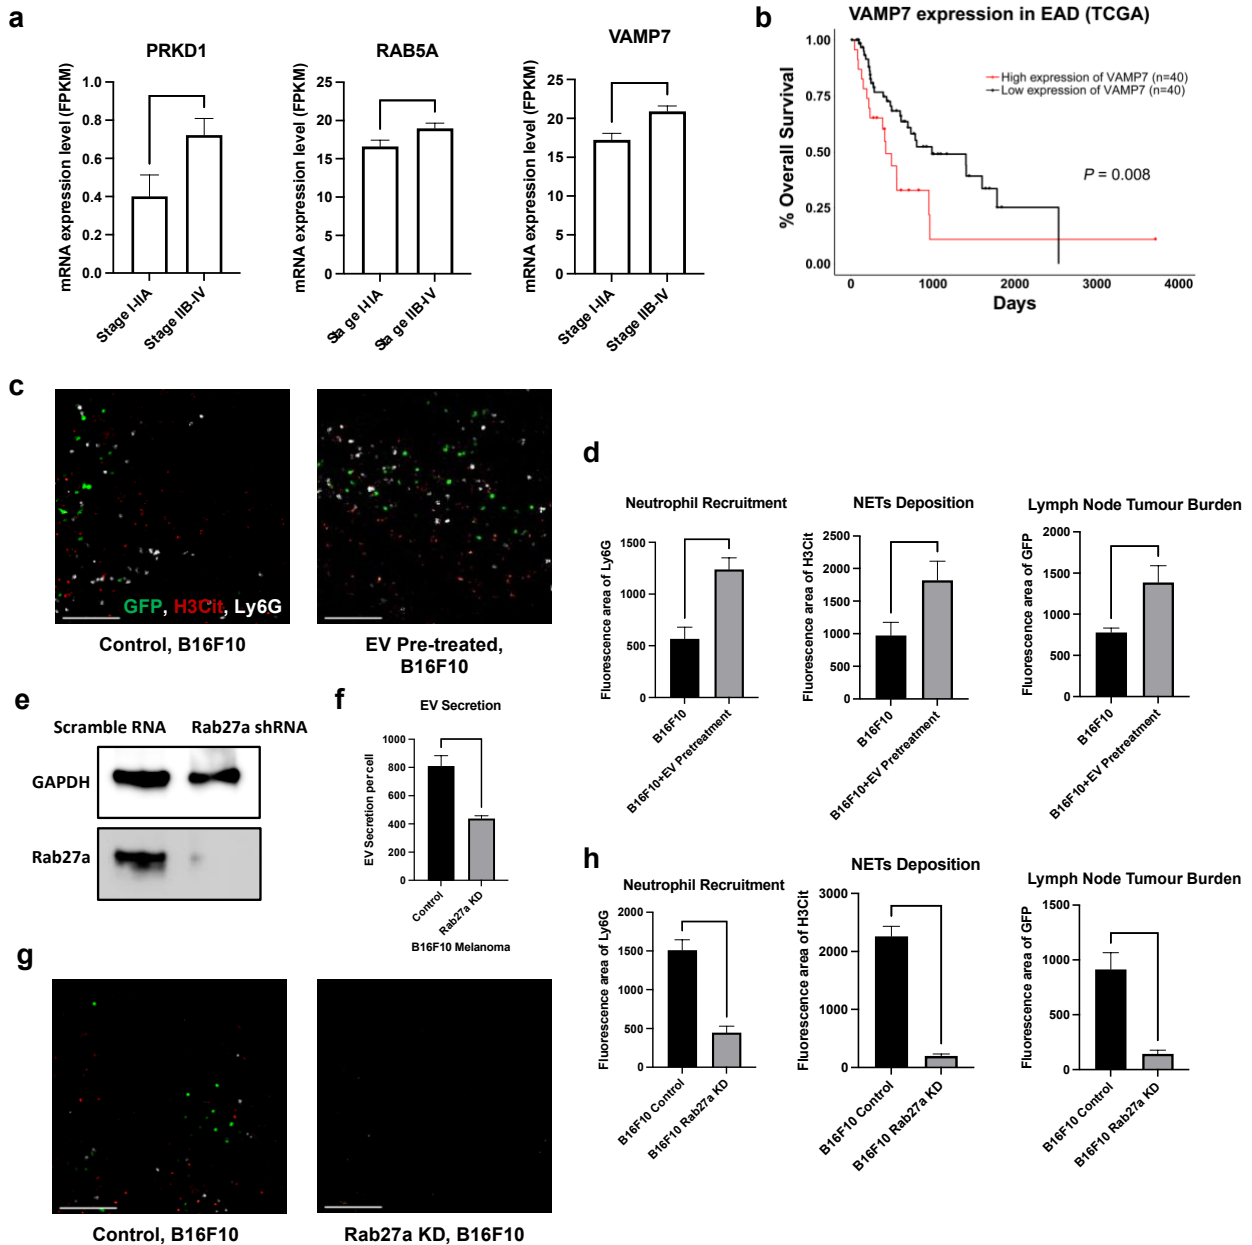 a
PRKD1
mRNA expression level (FPKM)
1.0
0.8
0.6
0.4
0.2
0.0
Stage I-IIA
Stage IIB-IV
RAB5A
mRNA expression level (FPKM)
25
20
15
10
5
0
Sta ge I-IIA
Sta ge IIB-IV
VAMP7
mRNA expression level (FPKM)
25
20
15
10
5
0
Stage I-IIA
Stage IIB-IV
b
VAMP7 expression in EAD (TCGA)
% Overall Survival
1.00
0.75
0.50
0.25
0.00
High expression of VAMP7 (n=40)
Low expression of VAMP7 (n=40)
P = 0.008
0 1000 2000 3000 4000
Days
c
GFP, H3Cit, Ly6G
Control, B16F10
EV Pre-treated,
B16F10
d
Neutrophil Recruitment
Fluorescence area of Ly6G
1500
1000
500
0
B16F10
B16F10+EV Pretreatment
NETs Deposition
Fluorescence area of H3Cit
2500
2000
1500
1000
500
0
B16F10
B16F10+EV Pretreatment
Lymph Node Tumour Burden
Fluorescence area of GFP
2000
1500
1000
500
0
B16F10
B16F10+EV Pretreatment
e
Scramble RNA Rab27a shRNA
GAPDH
Rab27a
f
EV Secretion
EV Secretion per cell
1000
800
600
400
200
0
Control
Rab27a KD
B16F10 Melanoma
g
Control, B16F10
Rab27a KD, B16F10
h
Neutrophil Recruitment
Fluorescence area of Ly6G
2000
1500
1000
500
0
B16F10 Control
B16F10 Rab27a KD
NETs Deposition
Fluorescence area of H3Cit
3000
2000
1000
0
B16F10 Control
B16F10 Rab27a KD
Lymph Node Tumour Burden
Fluorescence area of GFP
1500
1000
500
0
B16F10 Control
B16F10 Rab27a KD